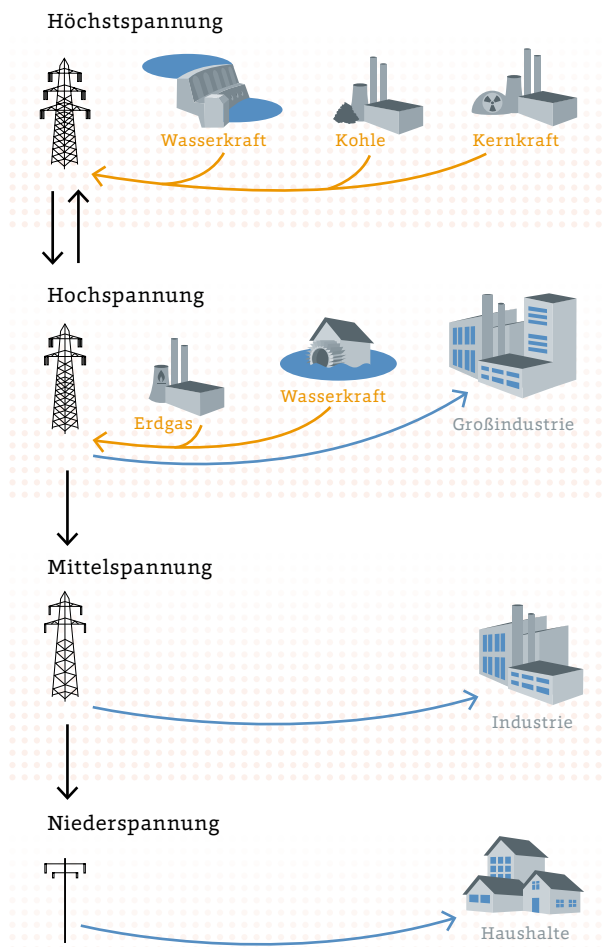 Höchstspannung
Wasserkraft
Kohle
Kernkraft
Hochspannung
Erdgas
Wasserkraft
Großindustrie
Mittelspannung
Industrie
Niederspannung
Haushalte